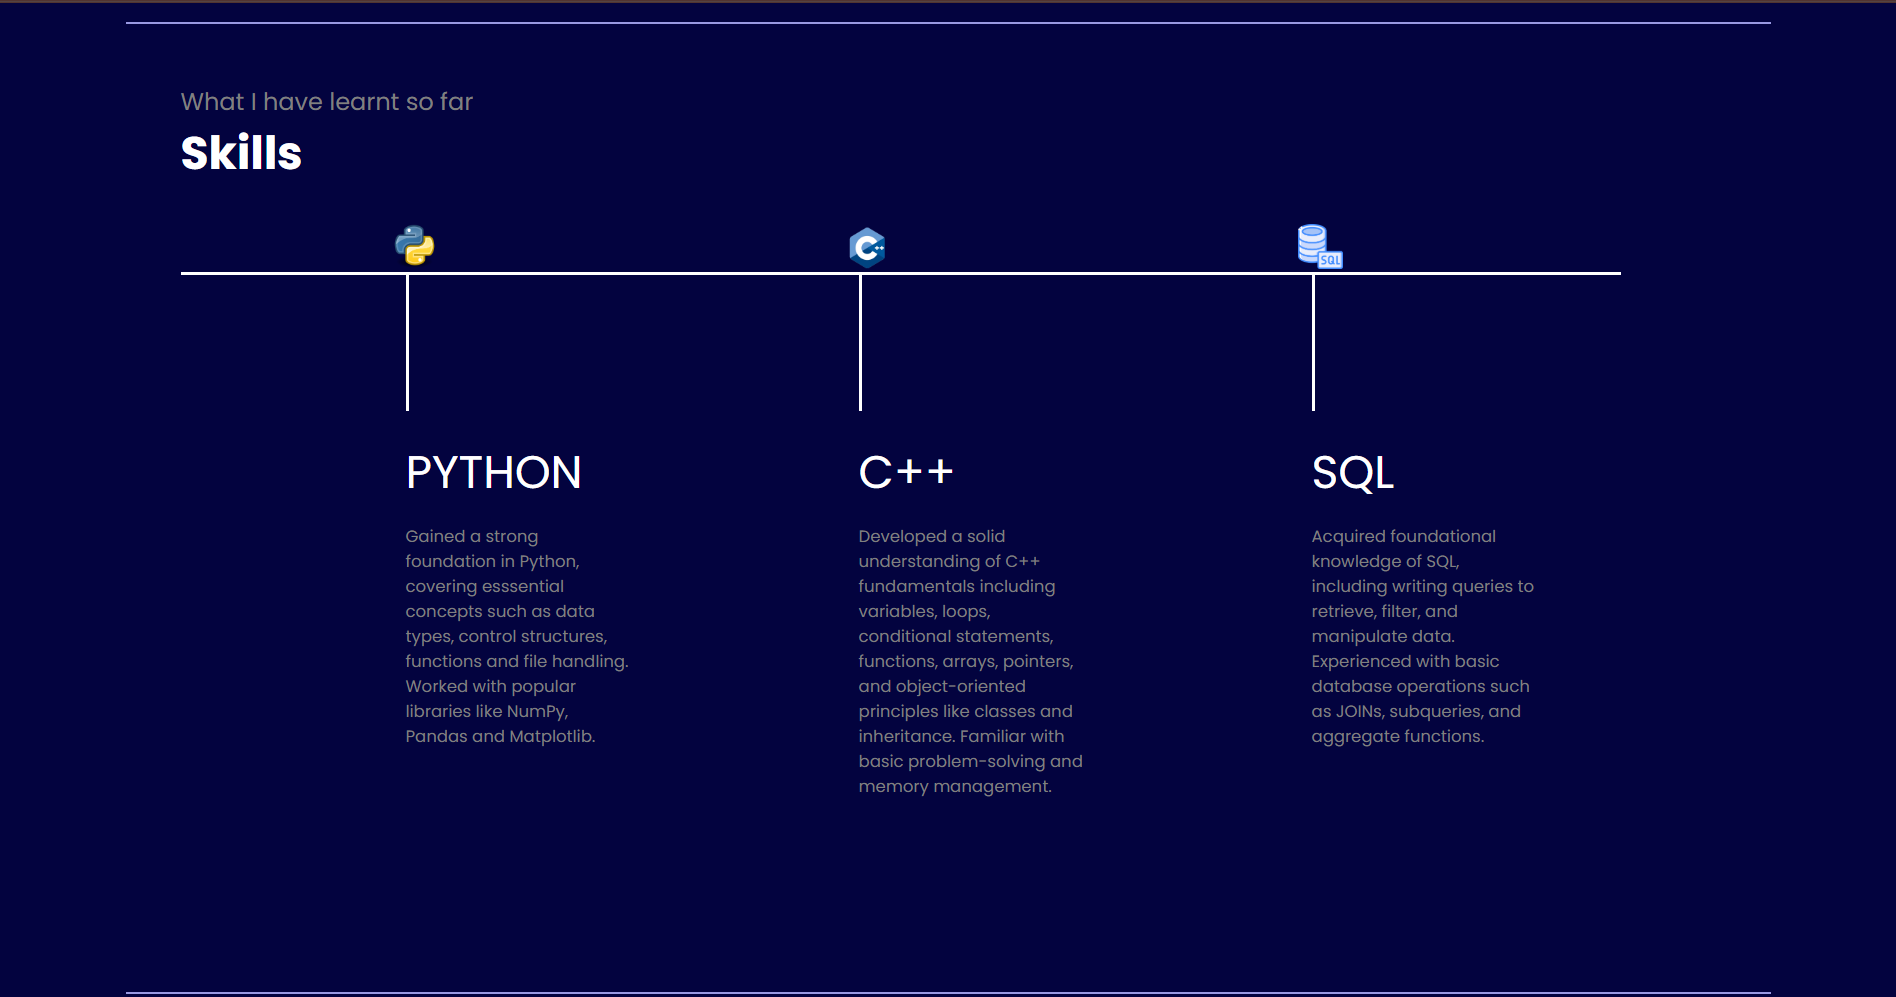 What I have learnt so far
Skills
C++
SQL
PYTHON
Gained a strong
foundation in Python,
covering esssential
concepts such as data
types, control structures,
functions and file handling.
Worked with popular
libraries like NumPy,
Pandas and Matplotlib.
C++
Developed a solid
understanding of C++
fundamentals including
variables, loops,
conditional statements,
functions, arrays, pointers,
and object-oriented
principles like classes and
inheritance. Familiar with
basic problem-solving and
memory management.
SQL
Acquired foundational
knowledge of SQL,
including writing queries to
retrieve, filter, and
manipulate data.
Experienced with basic
database operations such
as JOINs, subqueries, and
aggregate functions.